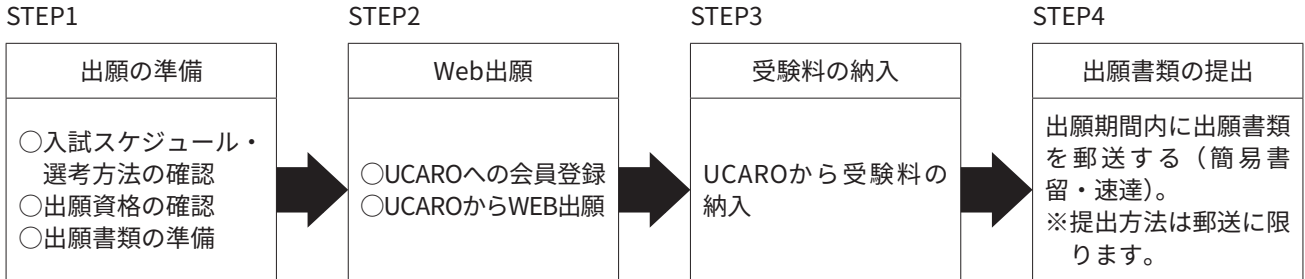 STEP1
出願の準備
○入試スケジュール・
選考方法の確認
○出願資格の確認
○出願書類の準備
STEP2
Web出願
○UCAROへの会員登録
○UCAROからWEB出願
STEP3
受験料の納入
UCAROから受験料の
納入
STEP4
出願書類の提出
出願期間内に出願書類
を郵送する（簡易書
留・速達）。
※提出方法は郵送に限
ります。